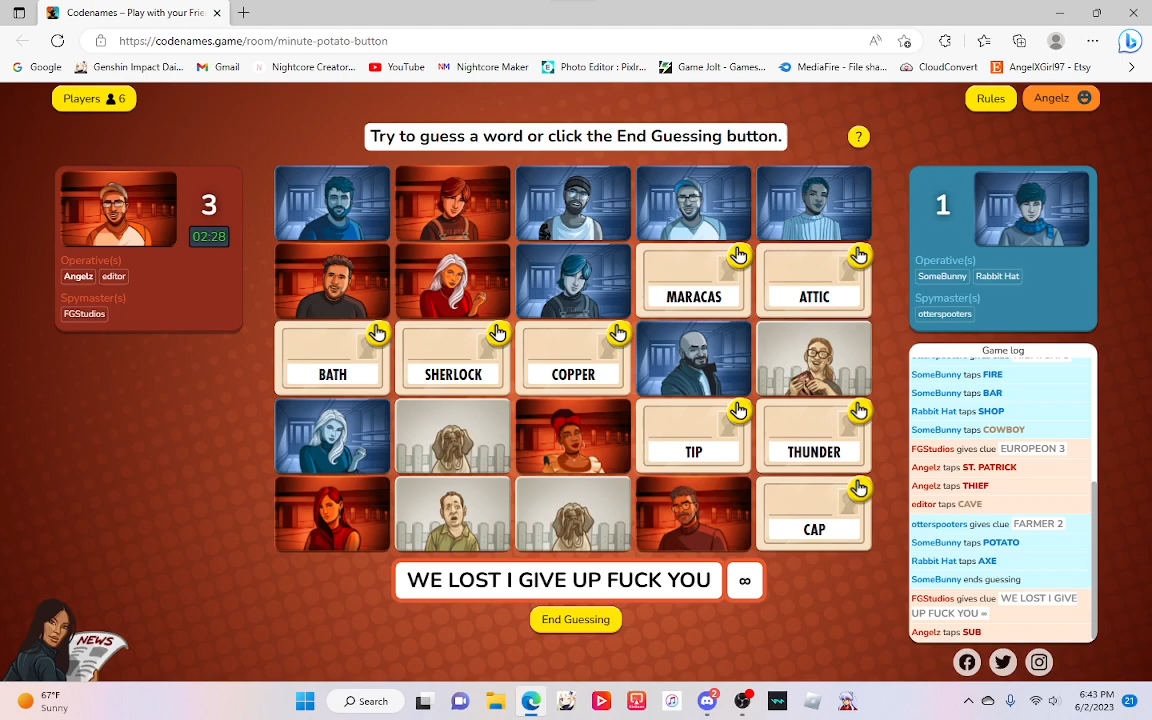 Codenames – Play with your Frie
https://codenames.game/room/minute-potato-button
Google
Genshin Impact Dai...
Gmail
Nightcore Creator...
YouTube
NM Nightcore Maker
Photo Editor : Pixlr...
Game Jolt - Games...
MediaFire - File sha...
CloudConvert
AngelXGirl97 - Etsy
Players 6
Rules
Angelz
Try to guess a word or click the End Guessing button.
?
3
02:28
Operative(s)
Angelz editor
Spymaster(s)
FGStudios
1
Operative(s)
SomeBunny Rabbit Hat
Spymaster(s)
otterspooters
MARACAS
ATTIC
BATH
SHERLOCK
COPPER
TIP
THUNDER
CAP
Game log
SomeBunny taps FIRE
SomeBunny taps BAR
Rabbit Hat taps SHOP
SomeBunny taps COWBOY
FGStudios gives clue EUROPEON 3
Angelz taps ST. PATRICK
Angelz taps THIEF
editor taps CAVE
otterspooters gives clue FARMER 2
SomeBunny taps POTATO
Rabbit Hat taps AXE
SomeBunny ends guessing
FGStudios gives clue WE LOST I GIVE
UP FUCK YOU ∞
Angelz taps SUB
WE LOST I GIVE UP FUCK YOU ∞
End Guessing
NEWS
67°F
Sunny
Search
2
6:43 PM
6/2/2023
21